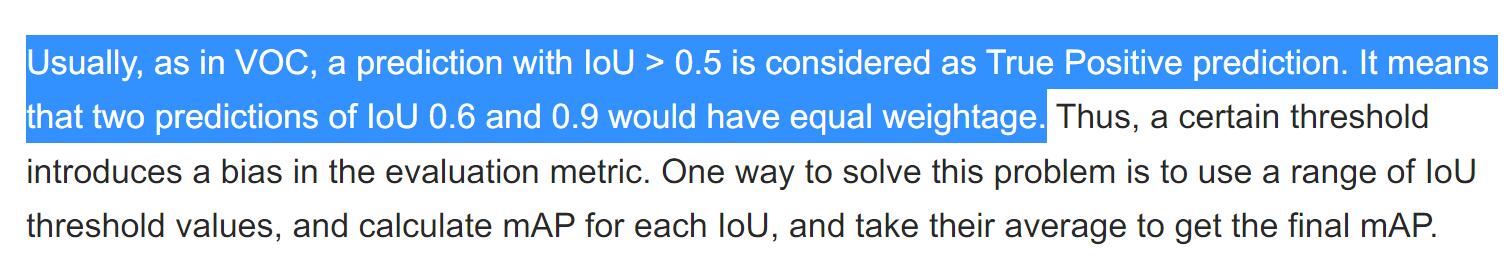 Usually, as in VOC, a prediction with IoU > 0.5 is considered as True Positive prediction. It means
that two predictions of IoU 0.6 and 0.9 would have equal weightage. Thus, a certain threshold
introduces a bias in the evaluation metric. One way to solve this problem is to use a range of IoU
threshold values, and calculate mAP for each IoU, and take their average to get the final mAP.